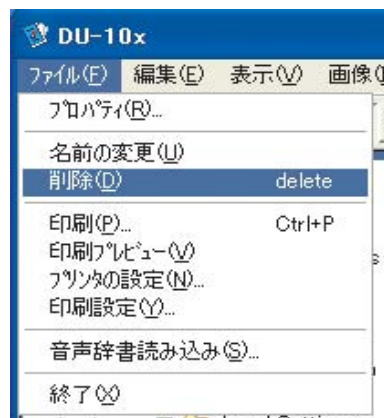 DU-10x
ファイル(F) 編集(E) 表示(V) 画像(
プロパティ(R)...
名前の変更(U)
削除(D) delete
印刷(P)... Ctrl+P
印刷プレビュー(V)
プリンタの設定(N)...
印刷設定(Y)...
音声辞書読み込み(S)...
終了(X)